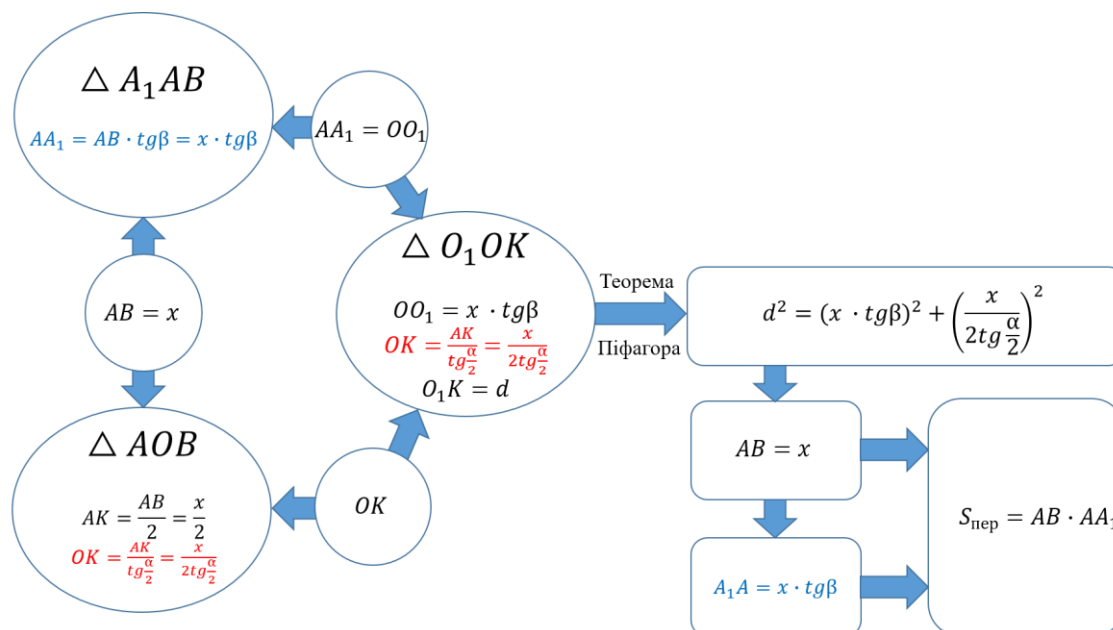 △ A₁AB
AA₁ = AB · tgβ = x · tgβ
AA₁ = OO₁
AB = x
△ O₁OK
OO₁ = x · tgβ
OK = AK/tg(α/2) = x/2tg(α/2)
O₁K = d
△ AOB
AK = AB/2 = x/2
OK = AK/tg(α/2) = x/2tg(α/2)
OK
Теорема
Піфагора
d² = (x · tgβ)² + (x/2tg(α/2))²
AB = x
A₁A = x · tgβ
Sпер = AB · AA₁